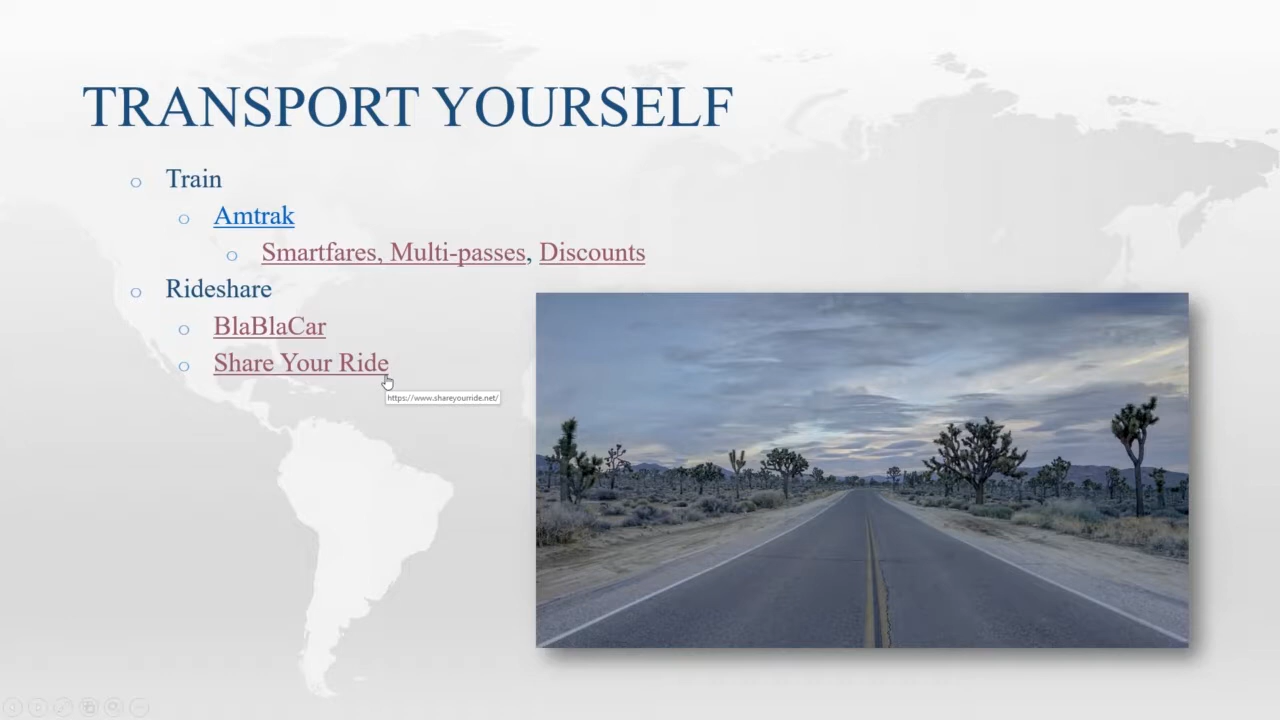 TRANSPORT YOURSELF
Train
Amtrak
Smartfares, Multi-passes, Discounts
Rideshare
BlaBlaCar
Share Your Ride
https://www.shareyourride.net/